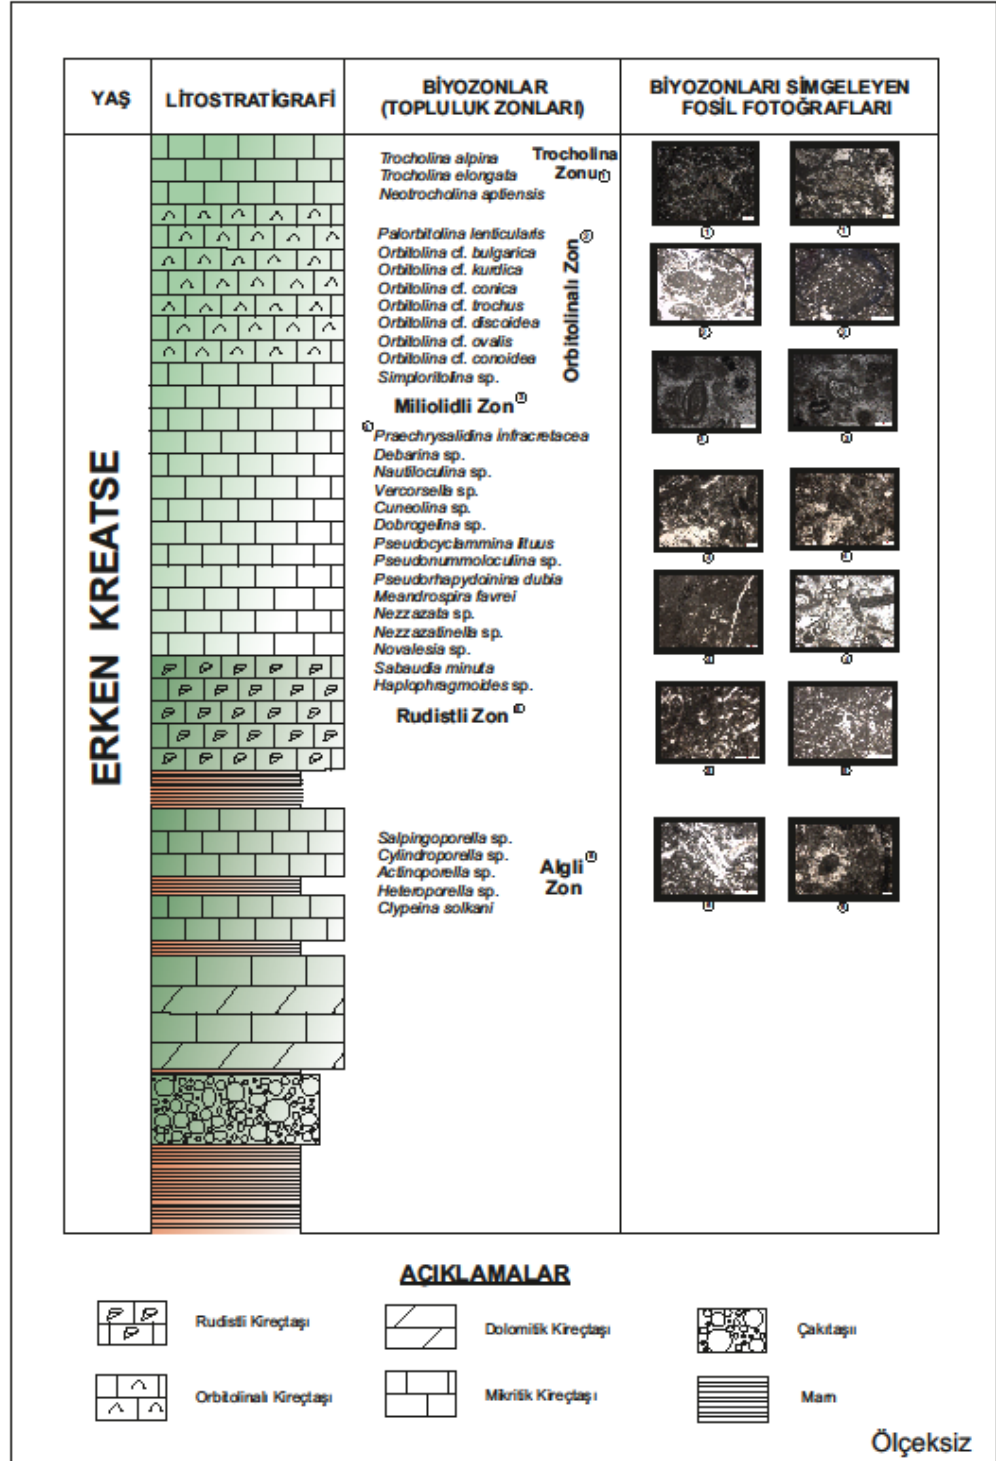 YAŞ
LİTOSTRATİGRAFİ
BİYOZONLAR
(TOPLULUK ZONLARI)
BİYOZONLARI SİMGELEYEN
FOSİL FOTOĞRAFLARI
ERKEN KREATSE
Trocholina alpina
Trocholina elongata
Neotrocholina aptiensis
Trocholina
Zonu
Palorbitolina lenticularis
Orbitolina cf. bulgarica
Orbitolina cf. kurdica
Orbitolina cf. conica
Orbitolina cf. trochus
Orbitolina cf. discoidea
Orbitolina cf. ovalis
Orbitolina cf. conoidea
Simploritolina sp.
Orbitolinalı Zon
Miliolidli Zon
Praechrysalidina infracretacea
Debarina sp.
Nautiloculina sp.
Vercorsella sp.
Cuneolina sp.
Dobrogelina sp.
Pseudocyclammina lituus
Pseudonummoloculina sp.
Pseudorhapydoinina dubia
Meandrospira favrei
Nezzazata sp.
Nezzazatinella sp.
Novalesia sp.
Sabaudia minuta
Haplophragmoides sp.
Rudistli Zon
Salpingoporella sp.
Cylindroporella sp.
Actinoporella sp.
Heteroporella sp.
Clypeina solkani
Algli
Zon
AÇIKLAMALAR
Rudistli Kireçtaşı
Dolomitik Kireçtaşı
Çakıtaşıı
Orbitolinalı Kireçtaşı
Mikritik Kireçtaşı
Marn
Ölçeksiz